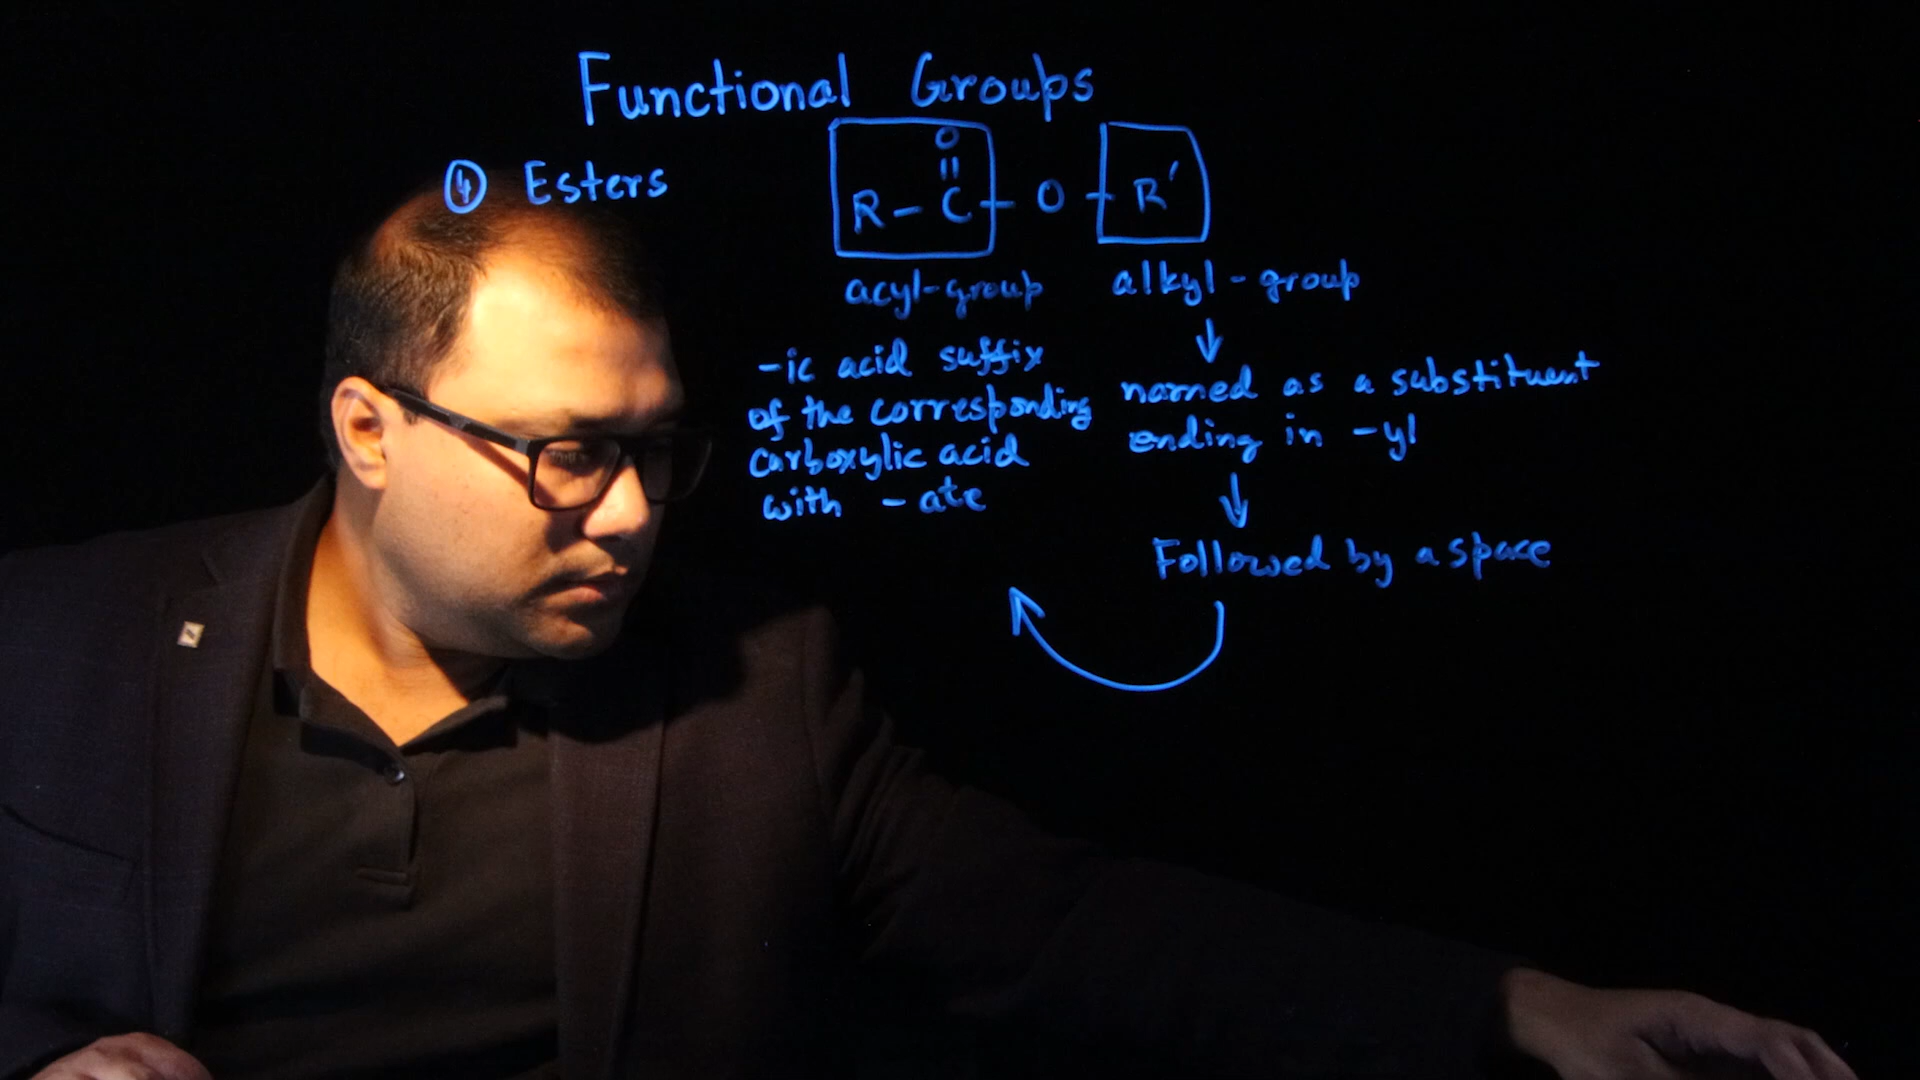 Functional Groups
④ Esters
O
||
R – C – O – R'
acyl-group
alkyl-group
-ic acid suffix
of the corresponding
carboxylic acid
with -ate
named as a substituent
ending in -yl
Followed by a space